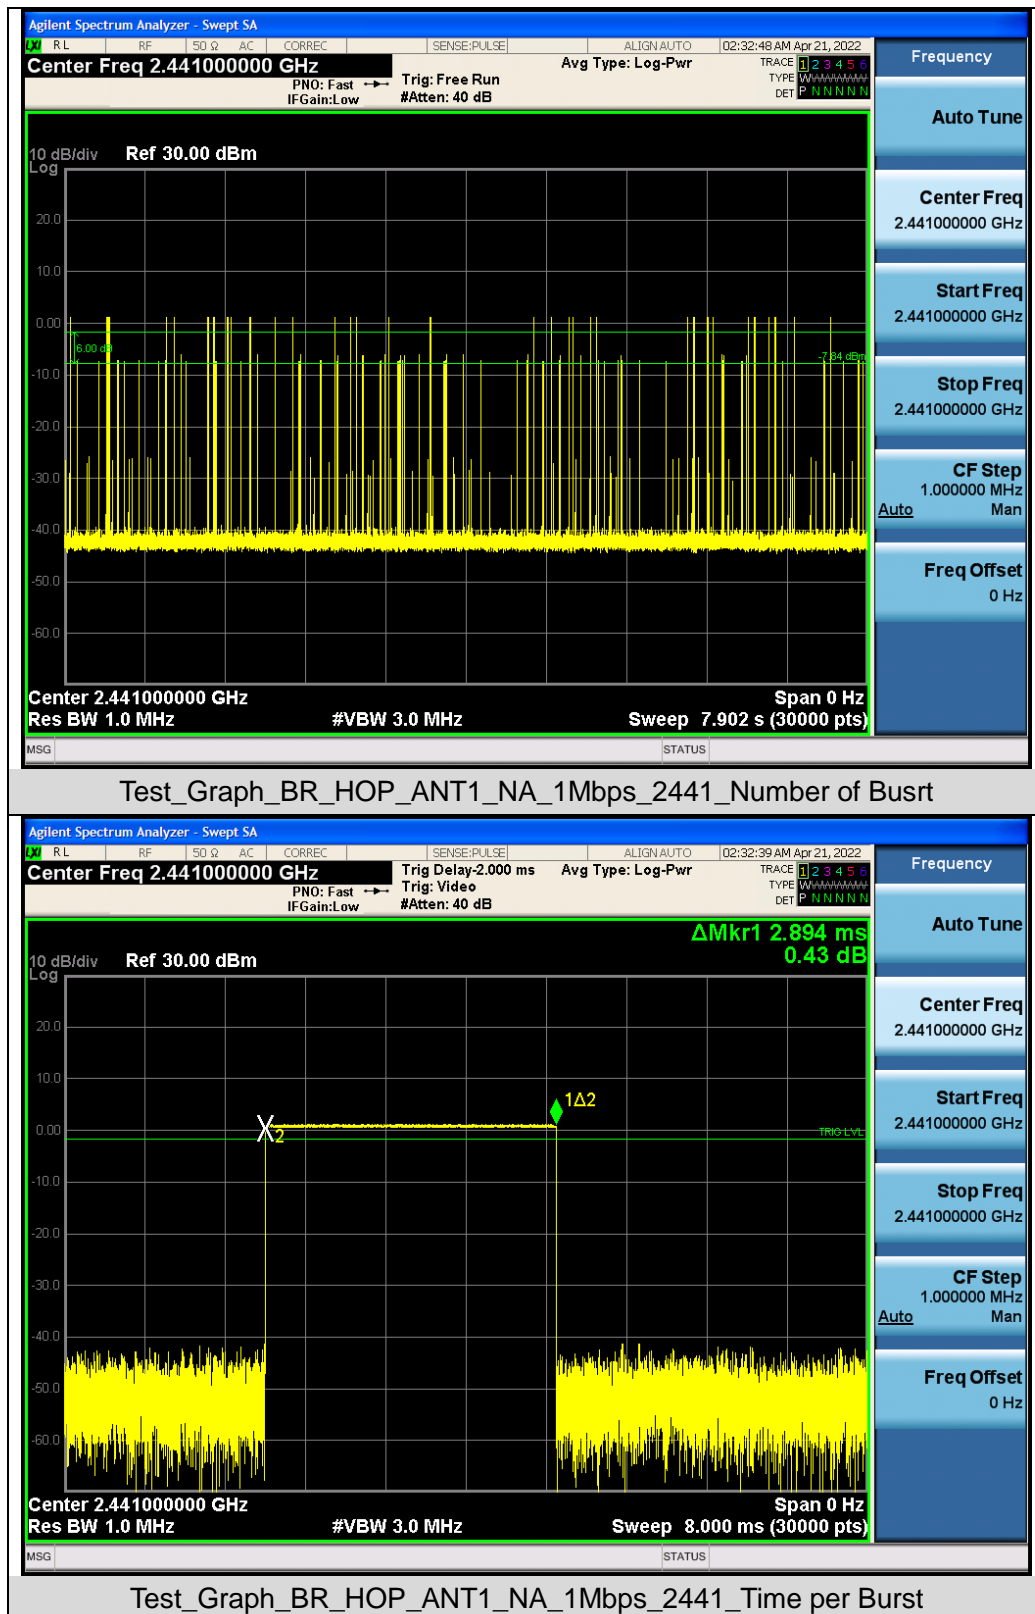 Agilent Spectrum Analyzer - Swept SA
LXI RL RF 50 Ω AC CORREC SENSE:PULSE ALIGN AUTO 02:32:48 AM Apr 21, 2022
Center Freq 2.441000000 GHz
PNO: Fast
IFGain:Low
Trig: Free Run
#Atten: 40 dB
Avg Type: Log-Pwr
TRACE 1 2 3 4 5 6
TYPE W
DET P N N N N N
10 dB/div Ref 30.00 dBm
Log
20.0
10.0
0.00
6.00 dB
-7.84 dBm
-10.0
-20.0
-30.0
-40.0
-50.0
-60.0
Center 2.441000000 GHz Span 0 Hz
Res BW 1.0 MHz #VBW 3.0 MHz Sweep 7.902 s (30000 pts)
MSG STATUS
Frequency
Auto Tune
Center Freq
2.441000000 GHz
Start Freq
2.441000000 GHz
Stop Freq
2.441000000 GHz
CF Step
1.000000 MHz
Auto Man
Freq Offset
0 Hz
Test_Graph_BR_HOP_ANT1_NA_1Mbps_2441_Number of Busrt
Agilent Spectrum Analyzer - Swept SA
LXI RL RF 50 Ω AC CORREC SENSE:PULSE ALIGN AUTO 02:32:39 AM Apr 21, 2022
Center Freq 2.441000000 GHz
PNO: Fast
IFGain:Low
Trig Delay-2.000 ms
Trig: Video
#Atten: 40 dB
Avg Type: Log-Pwr
TRACE 1 2 3 4 5 6
TYPE W
DET P N N N N N
ΔMkr1 2.894 ms
0.43 dB
10 dB/div Ref 30.00 dBm
Log
20.0
10.0
1Δ2
0.00
X2
TRIG LVL
-10.0
-20.0
-30.0
-40.0
-50.0
-60.0
Center 2.441000000 GHz Span 0 Hz
Res BW 1.0 MHz #VBW 3.0 MHz Sweep 8.000 ms (30000 pts)
MSG STATUS
Frequency
Auto Tune
Center Freq
2.441000000 GHz
Start Freq
2.441000000 GHz
Stop Freq
2.441000000 GHz
CF Step
1.000000 MHz
Auto Man
Freq Offset
0 Hz
Test_Graph_BR_HOP_ANT1_NA_1Mbps_2441_Time per Burst